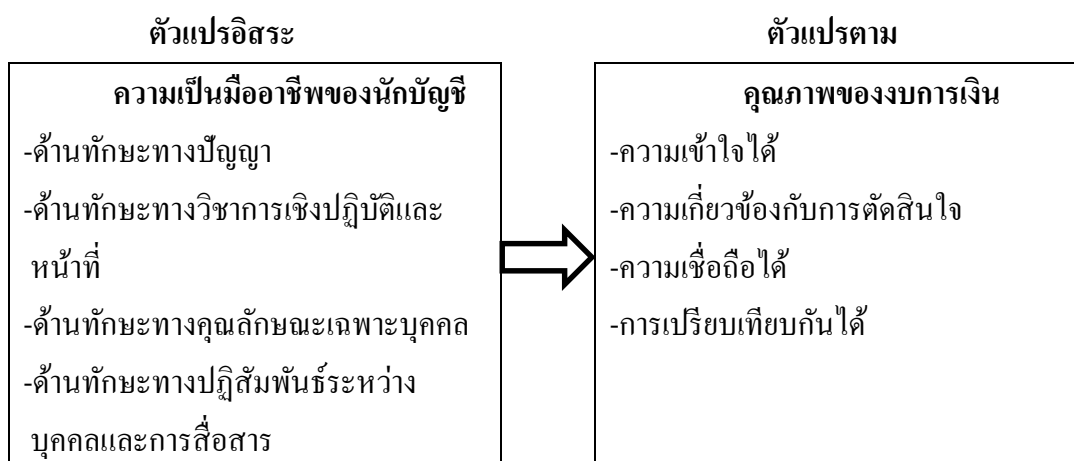 ตัวแปรอิสระ
ตัวแปรตาม
ความเป็นมืออาชีพของนักบัญชี
-ด้านทักษะทางปัญญา
-ด้านทักษะทางวิชาการเชิงปฏิบัติและ
หน้าที่
-ด้านทักษะทางคุณลักษณะเฉพาะบุคคล
-ด้านทักษะทางปฏิสัมพันธ์ระหว่าง
บุคคลและการสื่อสาร
คุณภาพของงบการเงิน
-ความเข้าใจได้
-ความเกี่ยวข้องกับการตัดสินใจ
-ความเชื่อถือได้
-การเปรียบเทียบกันได้